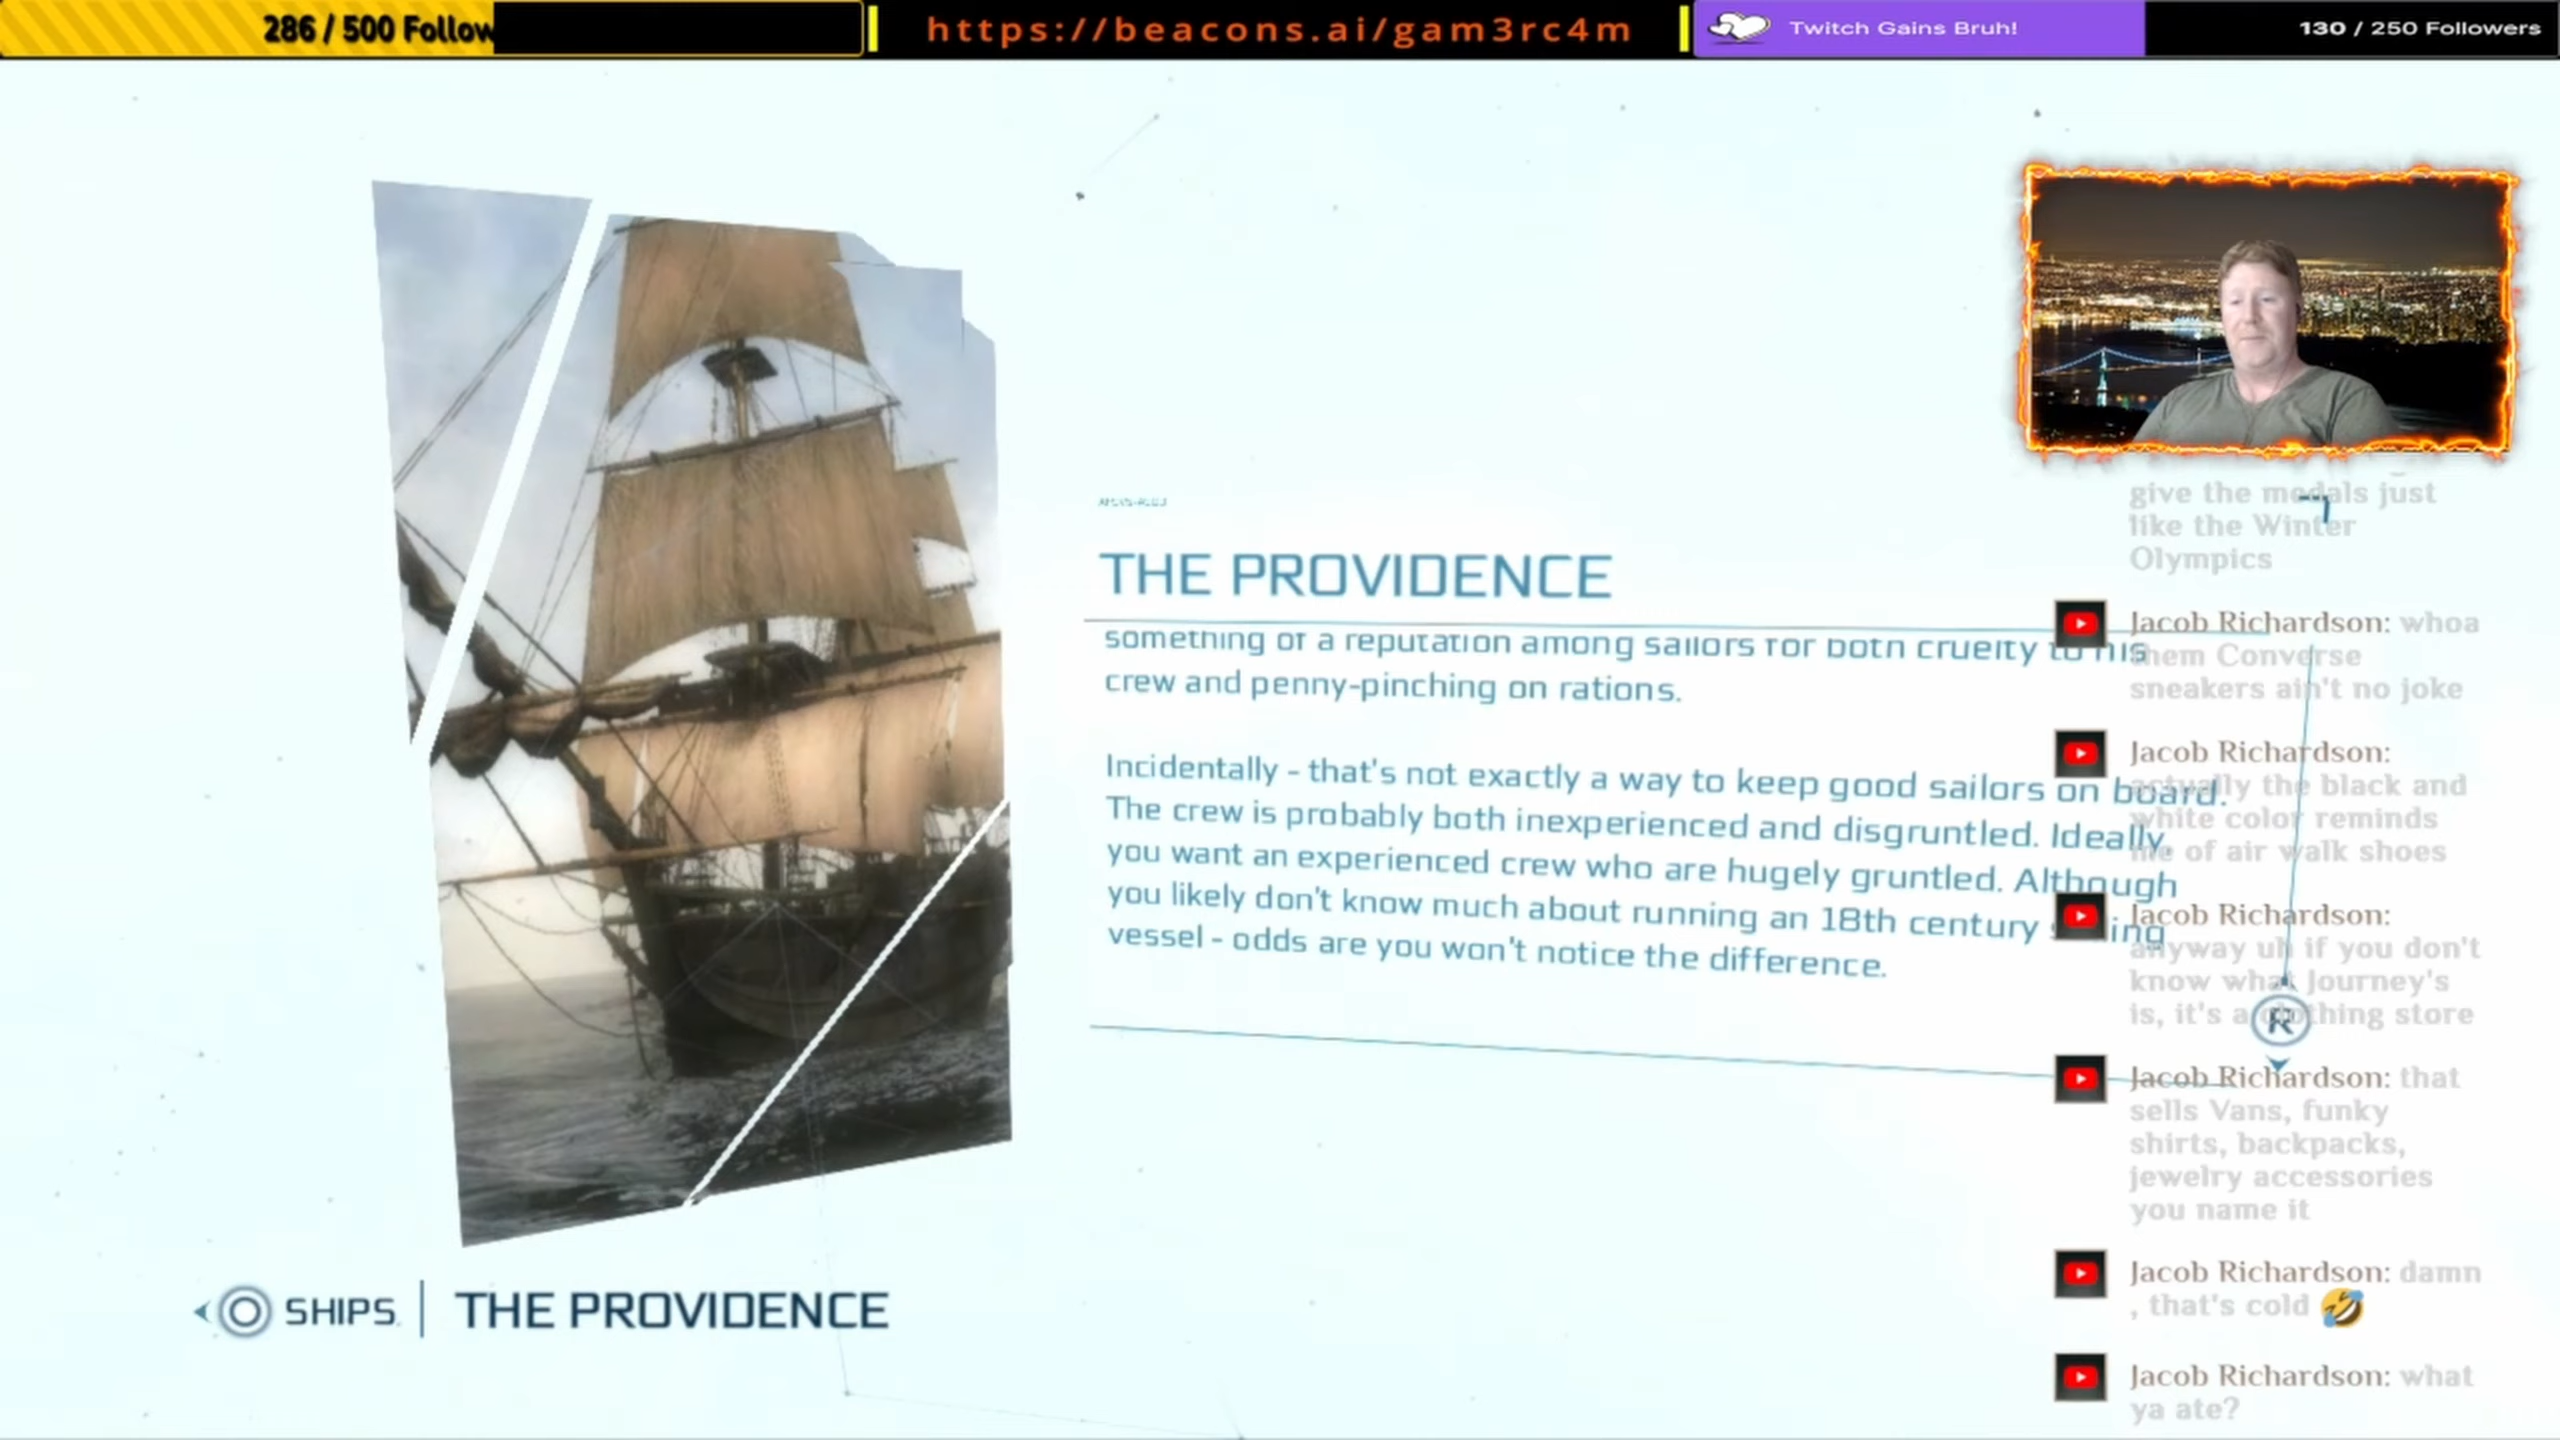 286 / 500 Follow
https://beacons.ai/gam3rc4m
Twitch Gains Bruh!
130 / 250 Followers
THE PROVIDENCE
something of a reputation among sailors for both cruelty to his
crew and penny-pinching on rations.
Incidentally - that's not exactly a way to keep good sailors on board.
The crew is probably both inexperienced and disgruntled. Ideally,
you want an experienced crew who are hugely gruntled. Although
you likely don't know much about running an 18th century sailing
vessel - odds are you won't notice the difference.
R
SHIPS
THE PROVIDENCE
give the medals just
like the Winter
Olympics
Jacob Richardson: whoa
them Converse
sneakers ain't no joke
Jacob Richardson:
actually the black and
white color reminds
me of air walk shoes
Jacob Richardson:
anyway uh if you don't
know what Journey's
is, it's a clothing store
Jacob Richardson: that
sells Vans, funky
shirts, backpacks,
jewelry accessories
you name it
Jacob Richardson: damn
, that's cold 🤣
Jacob Richardson: what
ya ate?